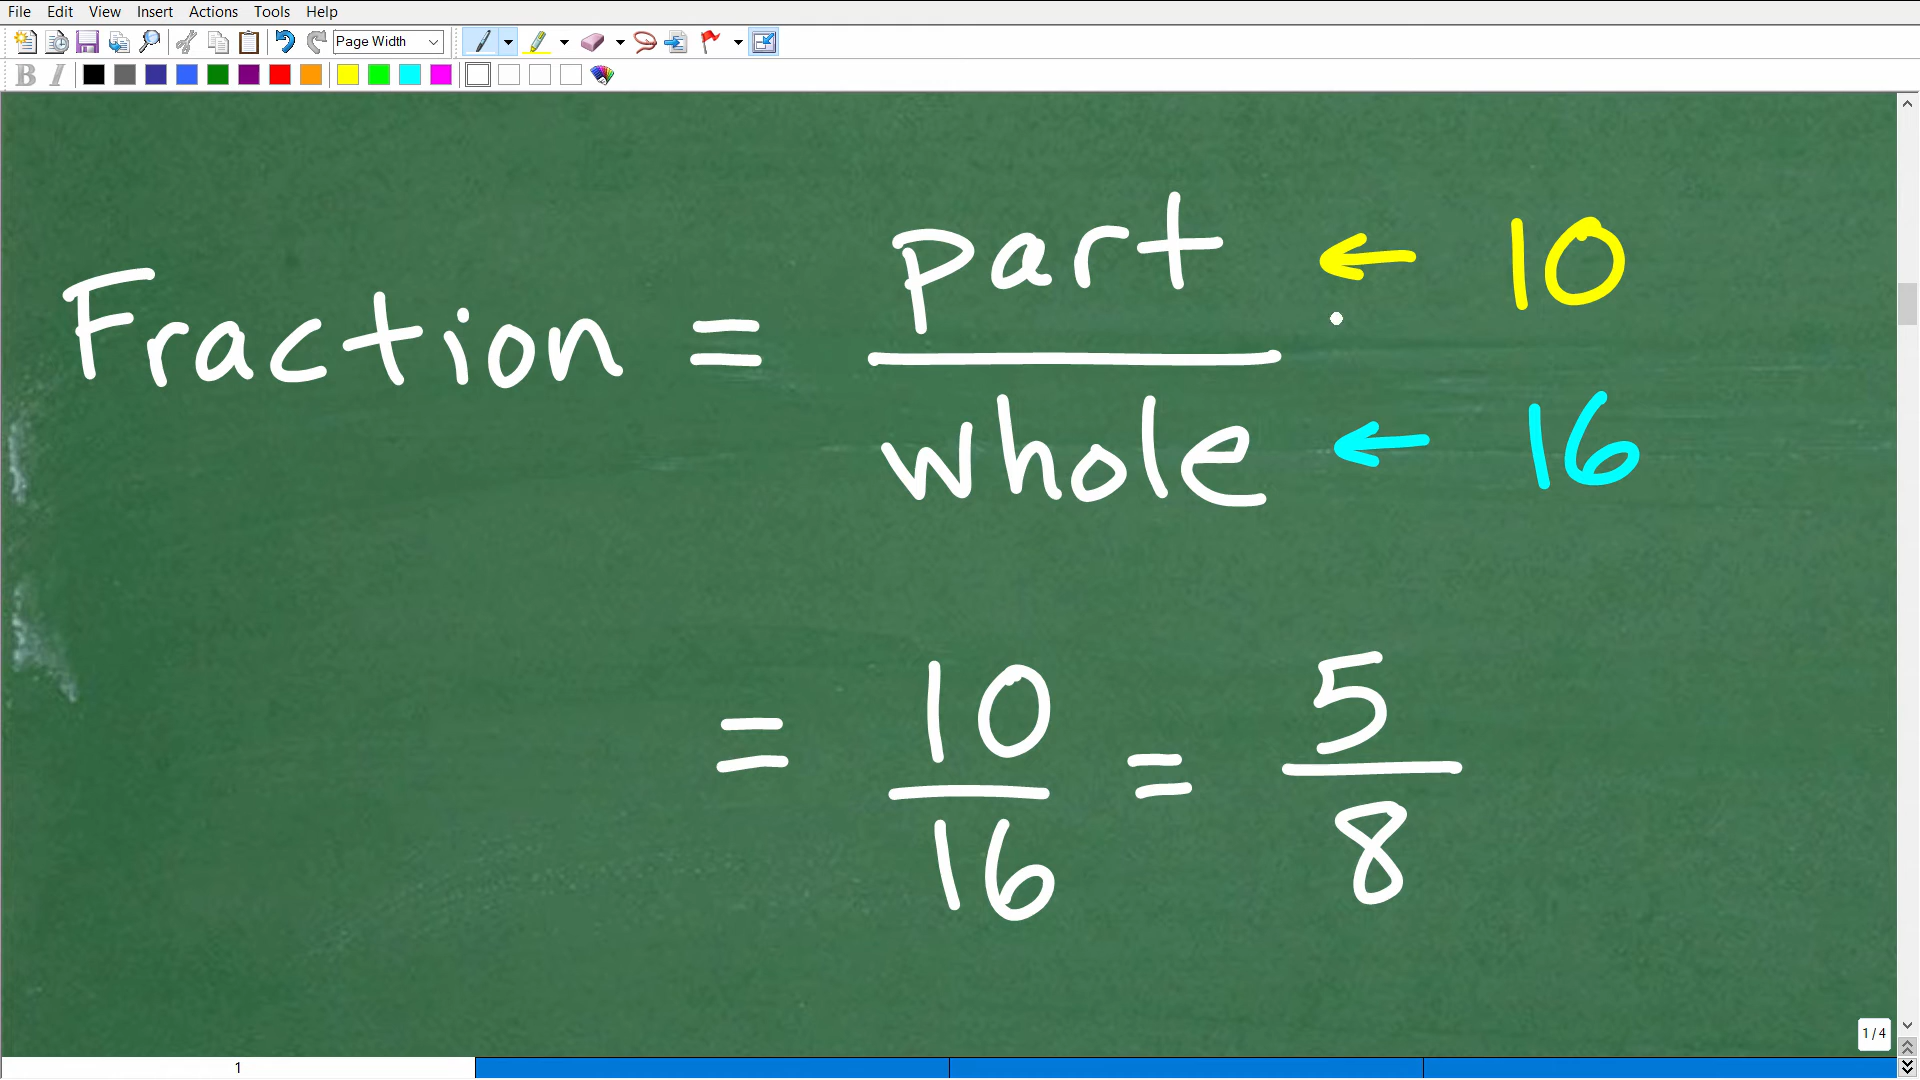 File Edit View Insert Actions Tools Help
Page Width
B I
part ← 10
Fraction = 
whole ← 16
10 5
= =
16 8
1 / 4
1